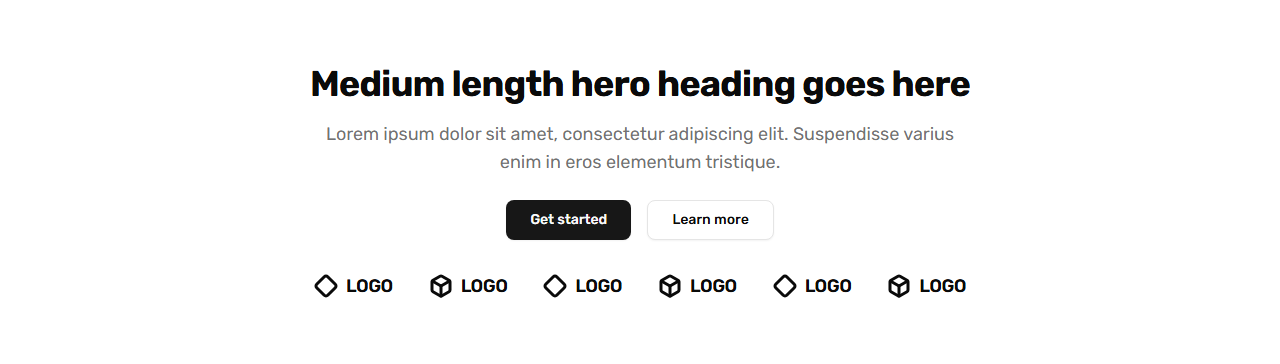 Medium length hero heading goes here
Lorem ipsum dolor sit amet, consectetur adipiscing elit. Suspendisse varius
enim in eros elementum tristique.
Get started Learn more
LOGO LOGO LOGO LOGO LOGO LOGO